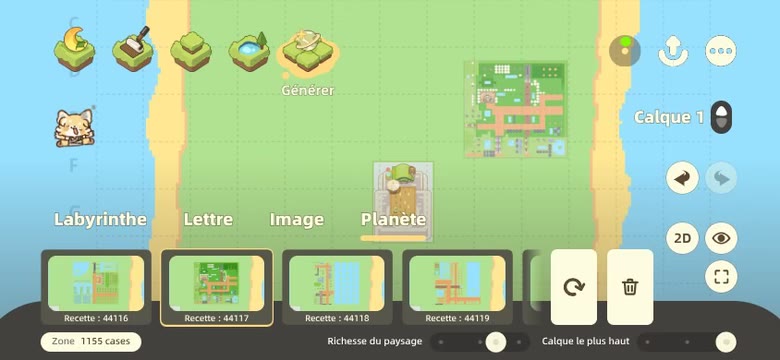 Générer
Calque 1
F
Labyrinthe
Lettre
Image
Planète
2D
Recette : 44116
Recette : 44117
Recette : 44118
Recette : 44119
Zone 1155 cases
Richesse du paysage
Calque le plus haut